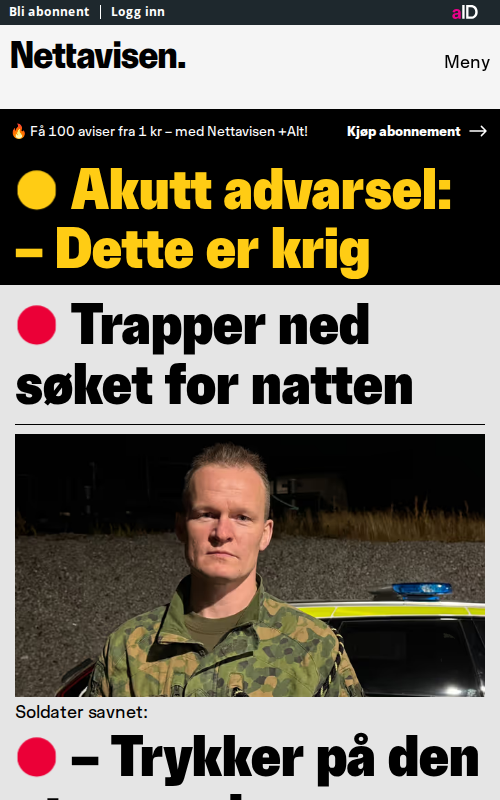 Bli abonnent | Logg inn
aID
Nettavisen.
Meny
🔥 Få 100 aviser fra 1 kr – med Nettavisen +Alt!
Kjøp abonnement →
Akutt advarsel:
– Dette er krig
Trapper ned
søket for natten
Soldater savnet:
– Trykker på den